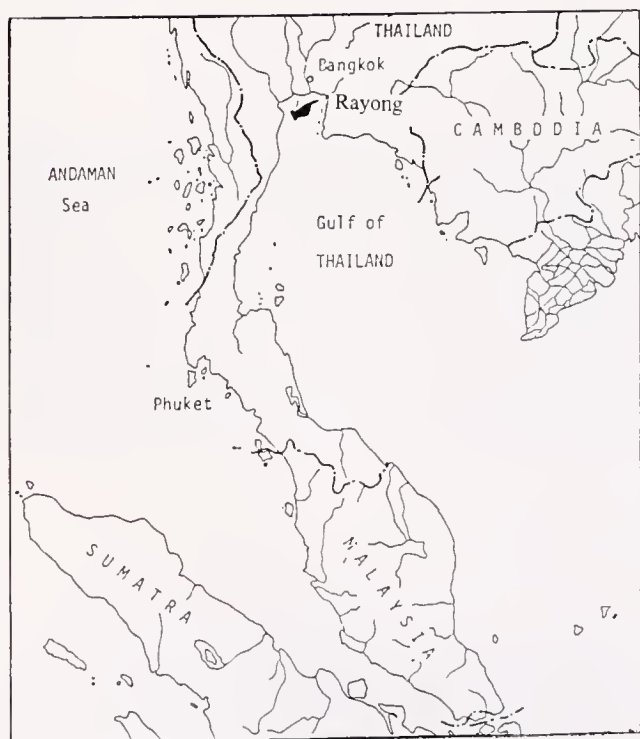 THAILAND
Bangkok
Rayong
CAMBODIA
ANDAMAN
Sea
Gulf of
THAILAND
Phuket
SUMATRA
MALAYSIA